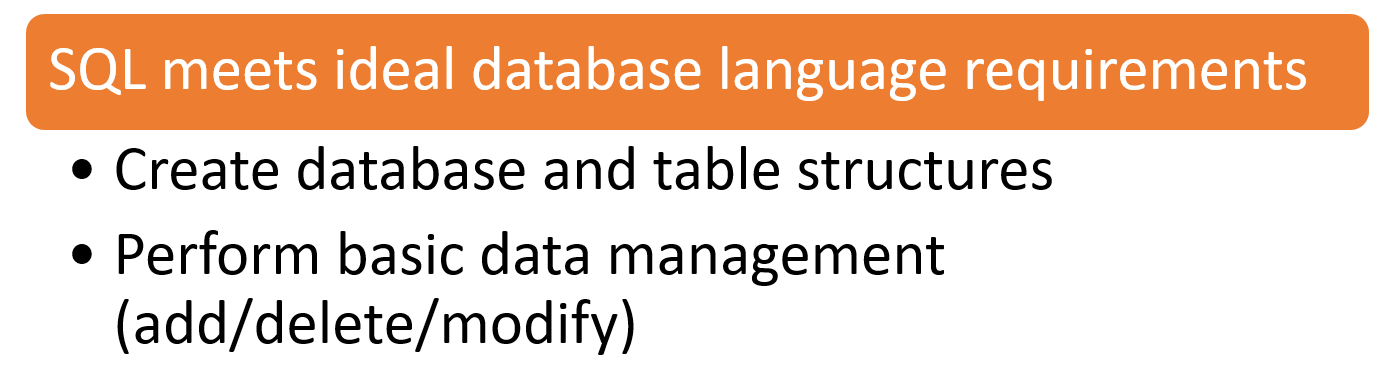 SQL meets ideal database language requirements
• Create database and table structures
• Perform basic data management
(add/delete/modify)